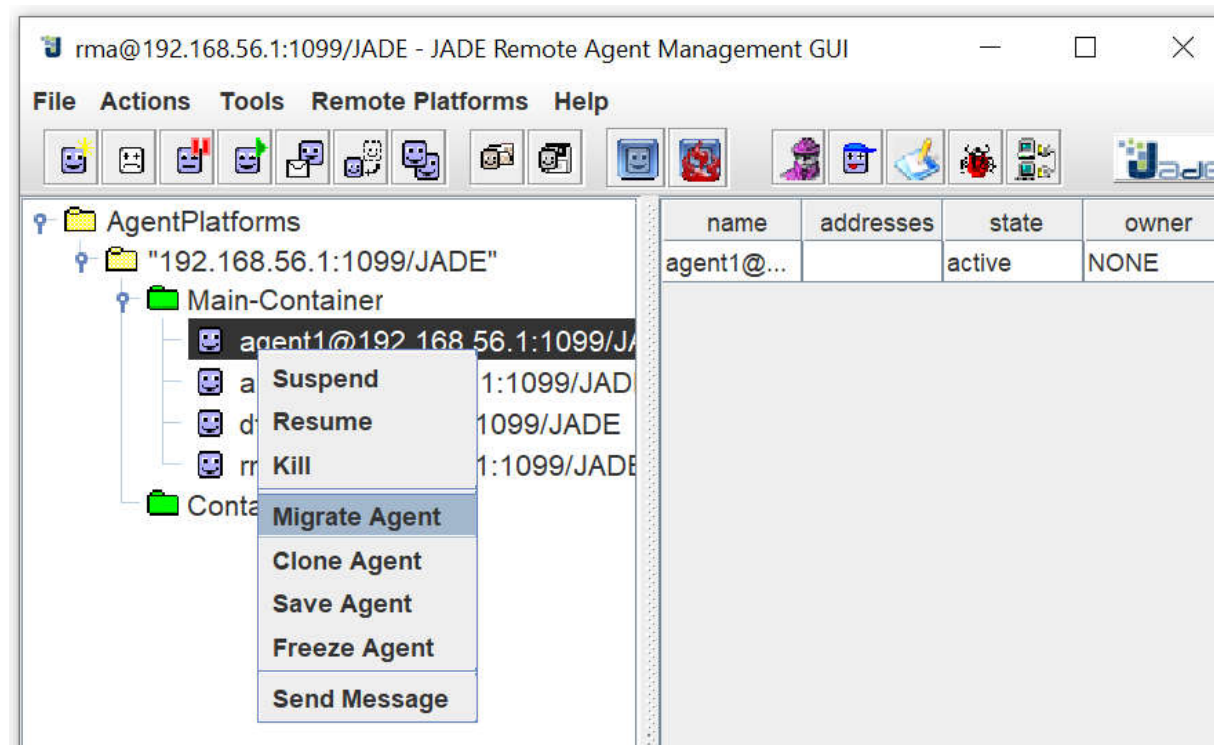 rma@192.168.56.1:1099/JADE - JADE Remote Agent Management GUI
File Actions Tools Remote Platforms Help
Jade
AgentPlatforms
name addresses state owner
"192.168.56.1:1099/JADE"
agent1@... active NONE
Main-Container
agent1@192.168.56.1:1099/JA
Suspend
a 1:1099/JAD
Resume
d 1099/JADE
Kill
1:1099/JADE
Conta
Migrate Agent
Clone Agent
Save Agent
Freeze Agent
Send Message